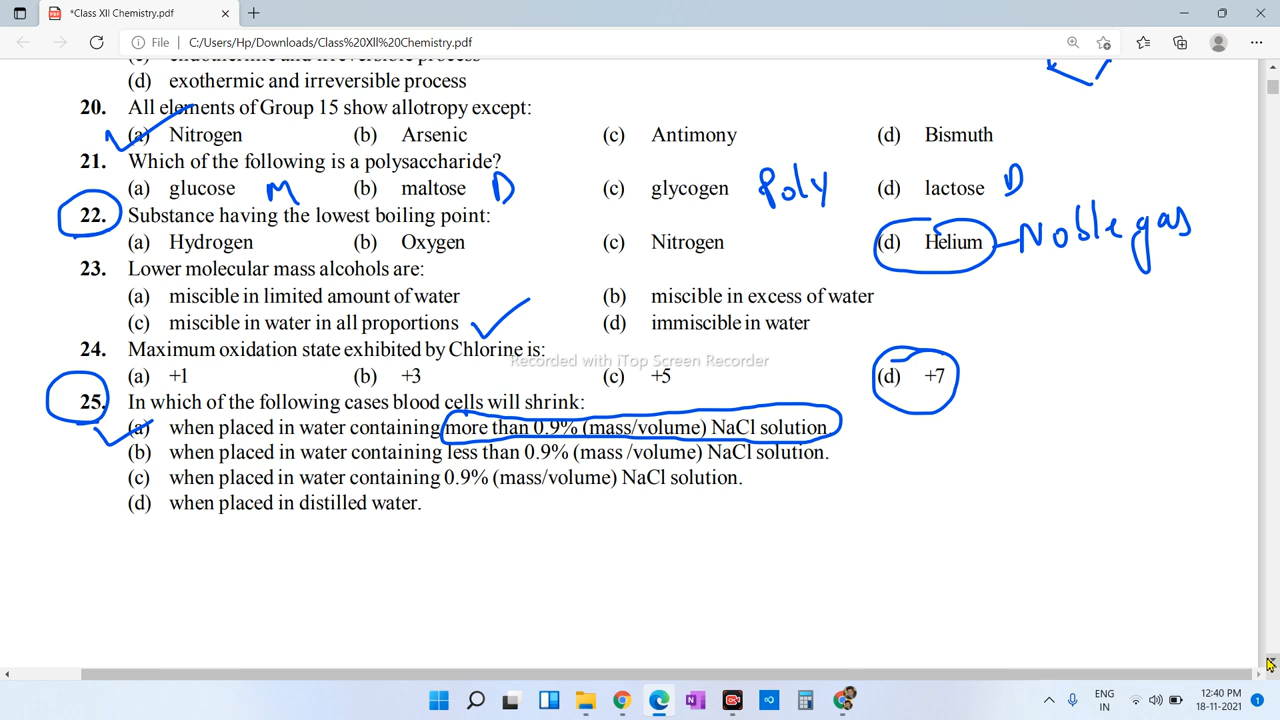 *Class XII Chemistry.pdf
File C:/Users/Hp/Downloads/Class%20XII%20Chemistry.pdf
(c) endothermic and irreversible process
(d) exothermic and irreversible process
20. All elements of Group 15 show allotropy except:
(a) Nitrogen (b) Arsenic (c) Antimony (d) Bismuth
21. Which of the following is a polysaccharide?
(a) glucose M (b) maltose D (c) glycogen Poly (d) lactose D
22. Substance having the lowest boiling point:
(a) Hydrogen (b) Oxygen (c) Nitrogen (d) Helium Noble gas
23. Lower molecular mass alcohols are:
(a) miscible in limited amount of water (b) miscible in excess of water
(c) miscible in water in all proportions (d) immiscible in water
24. Maximum oxidation state exhibited by Chlorine is:
Recorded with iTop Screen Recorder
(a) +1 (b) +3 (c) +5 (d) +7
25. In which of the following cases blood cells will shrink:
(a) when placed in water containing more than 0.9% (mass/volume) NaCl solution.
(b) when placed in water containing less than 0.9% (mass /volume) NaCl solution.
(c) when placed in water containing 0.9% (mass/volume) NaCl solution.
(d) when placed in distilled water.
ENG
IN
12:40 PM
18-11-2021
1